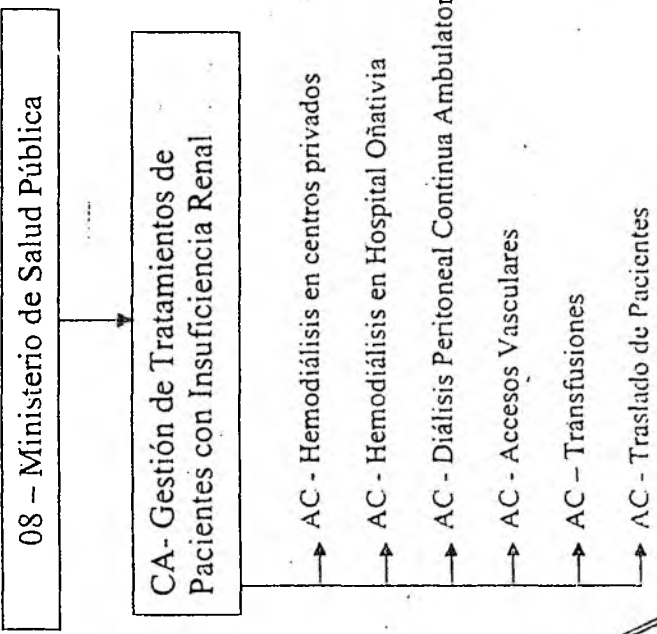 08 – Ministerio de Salud Pública
CA- Gestión de Tratamientos de
Pacientes con Insuficiencia Renal
AC - Hemodiálisis en centros privados
AC - Hemodiálisis en Hospital Oñativia
AC - Diálisis Peritoneal Continua Ambulator
AC - Accesos Vasculares
AC – Transfusiones
AC - Traslado de Pacientes